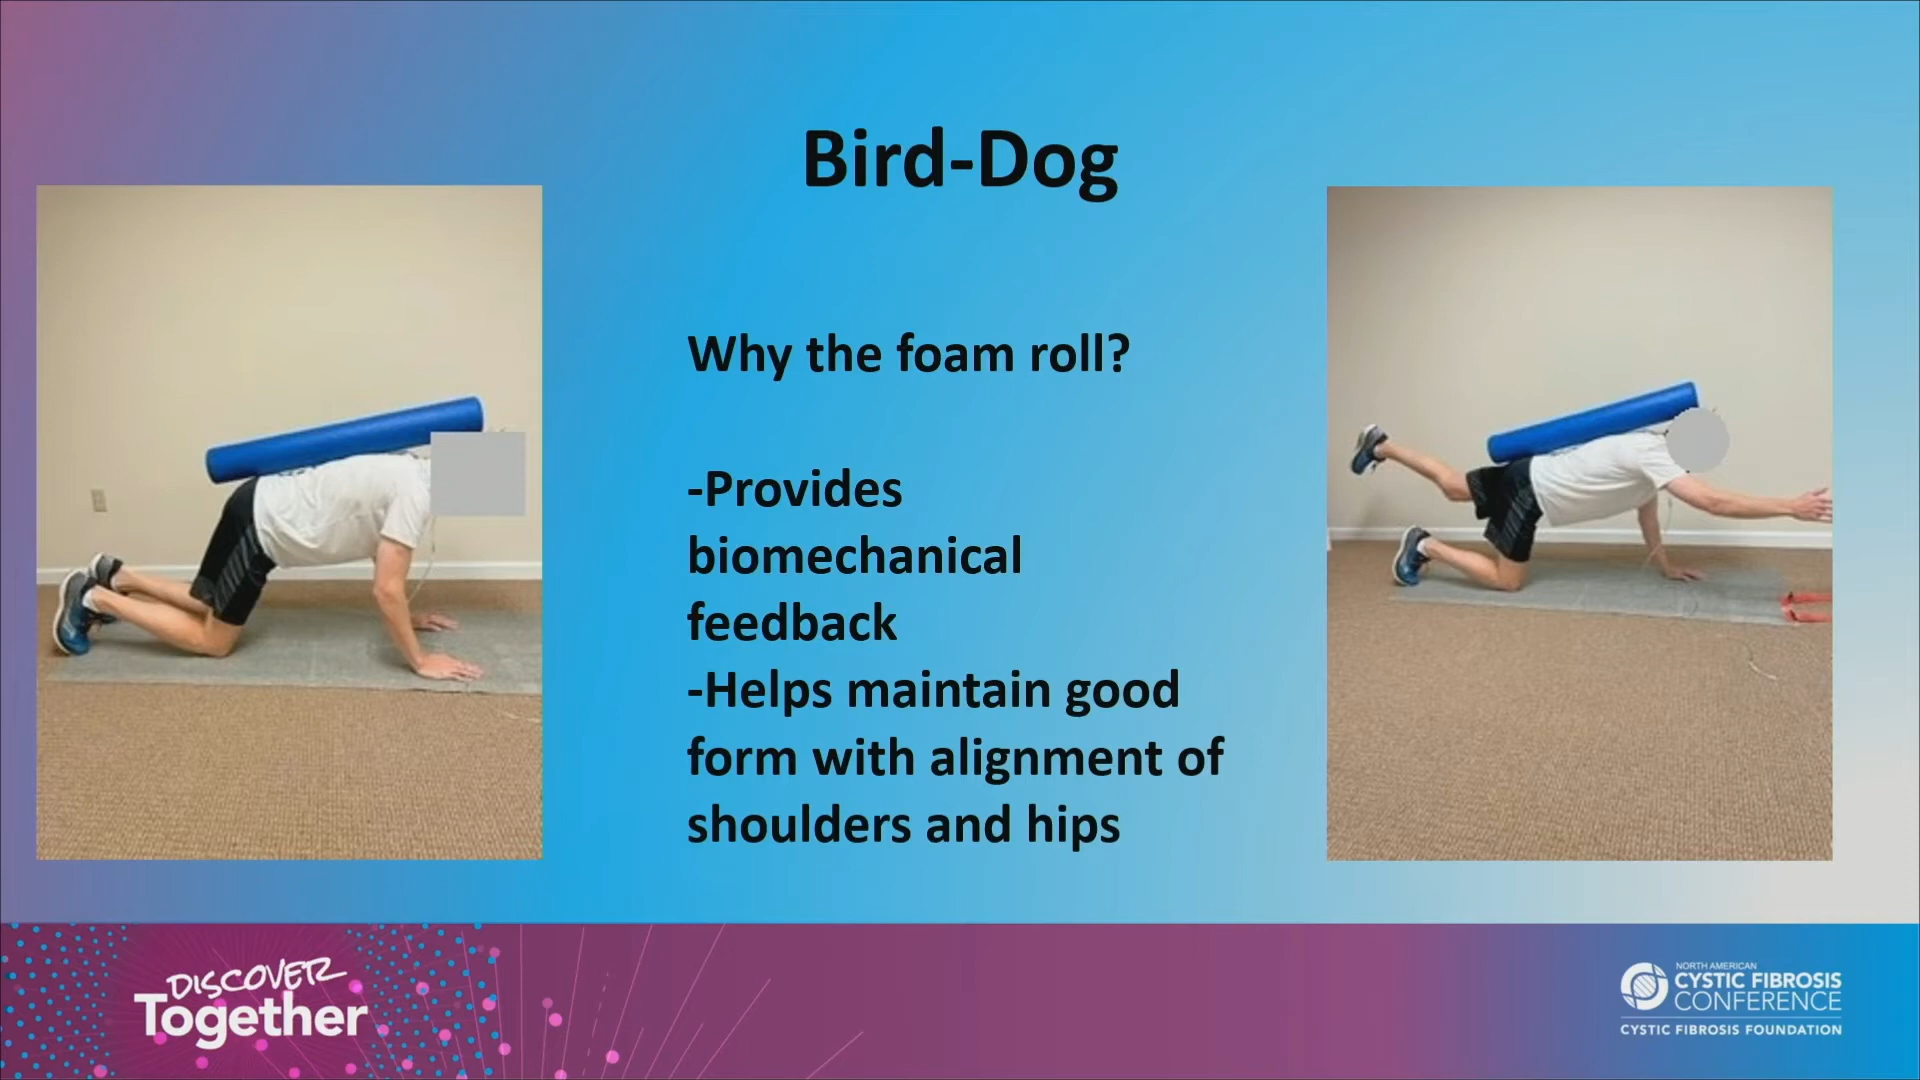 Bird-Dog
Why the foam roll?
-Provides
biomechanical
feedback
-Helps maintain good
form with alignment of
shoulders and hips
DISCOVER
Together
NORTH AMERICAN
CYSTIC FIBROSIS
CONFERENCE
CYSTIC FIBROSIS FOUNDATION